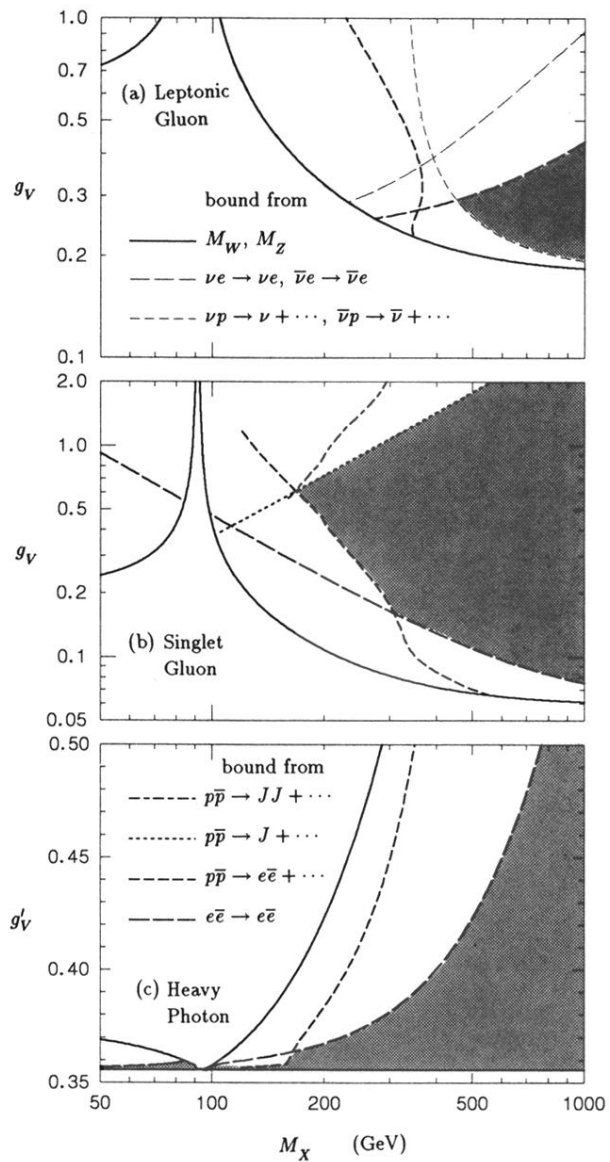 1.0
0.7
0.5
0.3
0.2
0.1
g_V
(a) Leptonic
Gluon
bound from
M_W, M_Z
νe → νe, ν̅e → ν̅e
νp → ν + ···, ν̅p → ν̅ + ···
2.0
1.0
0.5
0.2
0.1
0.05
g_V
(b) Singlet
Gluon
0.50
0.45
0.40
0.35
g'_V
bound from
pp̅ → JJ + ···
pp̅ → J + ···
pp̅ → ee̅ + ···
ee̅ → ee̅
(c) Heavy
Photon
50 100 200 500 1000
M_X (GeV)